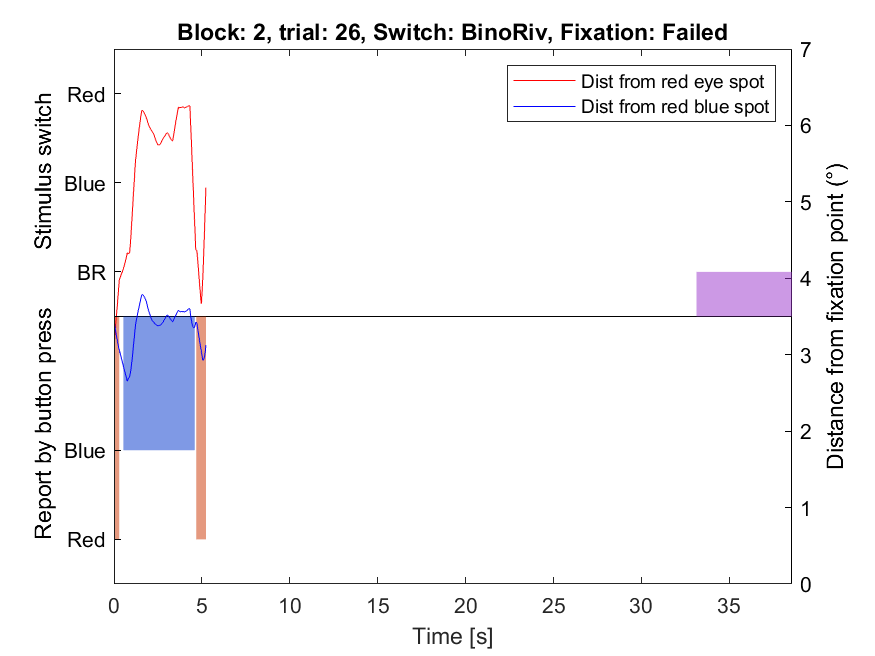 Block: 2, trial: 26, Switch: BinoRiv, Fixation: Failed
Dist from red eye spot
Dist from red blue spot
Stimulus switch
Red
Blue
BR
Report by button press
Blue
Red
7
6
5
4
3
2
1
0
Distance from fixation point (°)
0 5 10 15 20 25 30 35
Time [s]